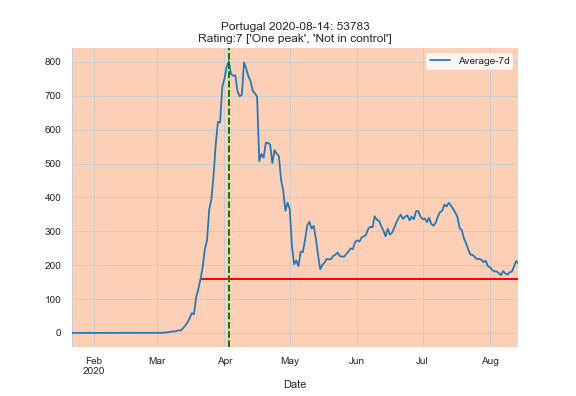 Portugal 2020-08-14: 53783
Rating:7 ['One peak', 'Not in control']
Average-7d
800
700
600
500
400
300
200
100
0
Feb
2020
Mar
Apr
May
Jun
Jul
Aug
Date